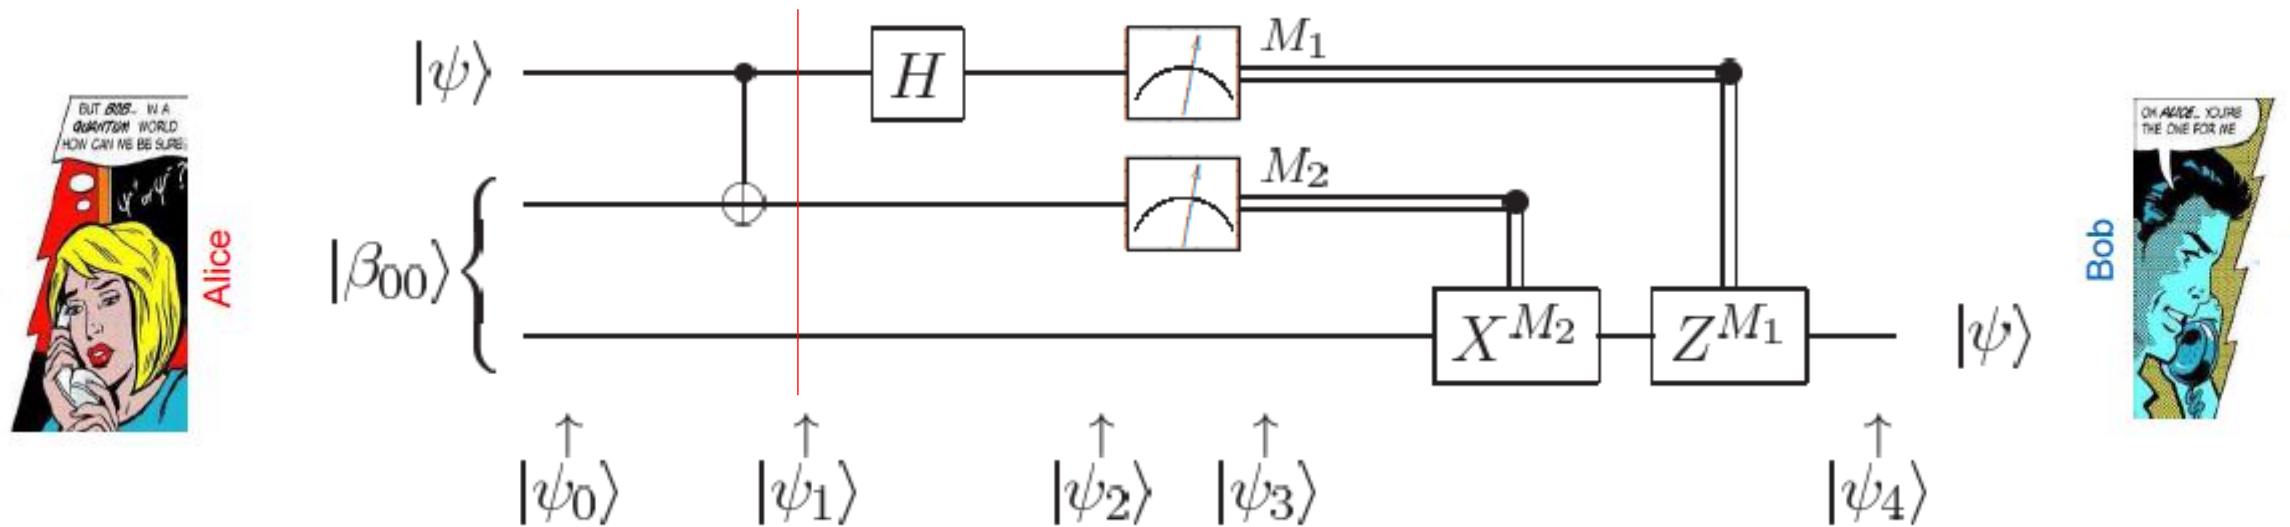 BUT BOB.. IN A
QUANTUM WORLD
HOW CAN WE BE SURE
Alice
|ψ⟩
|β₀₀⟩
H
M₁
M₂
X^{M₂}
Z^{M₁}
|ψ⟩
OH ALICE.. YOU'RE
THE ONE FOR ME
Bob
|ψ₀⟩
|ψ₁⟩
|ψ₂⟩
|ψ₃⟩
|ψ₄⟩